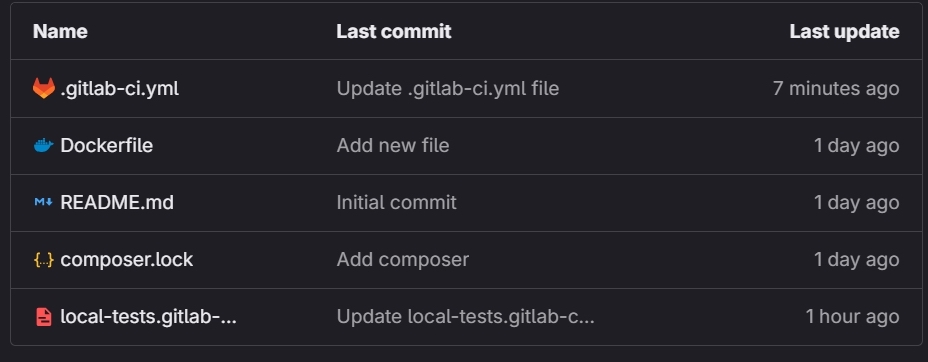 Name Last commit Last update
.gitlab-ci.yml Update .gitlab-ci.yml file 7 minutes ago
Dockerfile Add new file 1 day ago
README.md Initial commit 1 day ago
composer.lock Add composer 1 day ago
local-tests.gitlab-... Update local-tests.gitlab-c... 1 hour ago